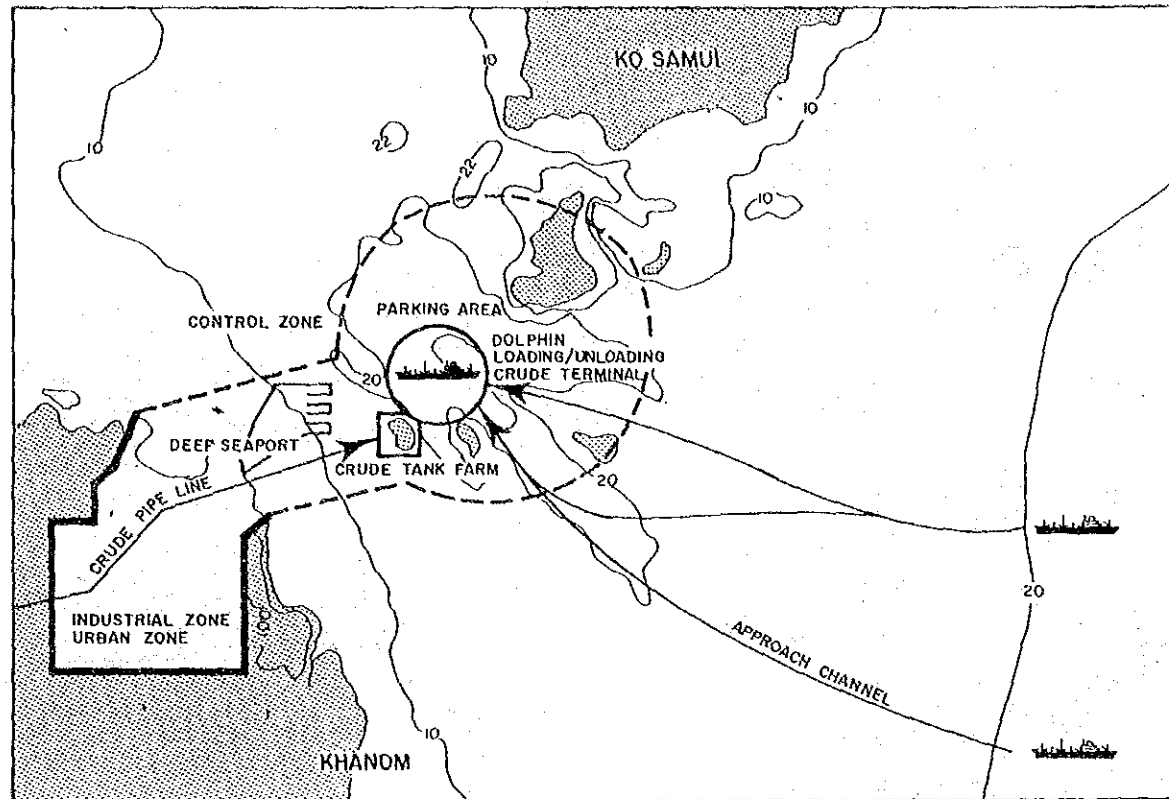 KO SAMUI
10
10
10
22
22
10
CONTROL ZONE
PARKING AREA
DOLPHIN
LOADING/UNLOADING
CRUDE TERMINAL
20
DEEP SEAPORT
CRUDE TANK FARM
20
CRUDE PIPE LINE
INDUSTRIAL ZONE
URBAN ZONE
20
APPROACH CHANNEL
10
KHANOM